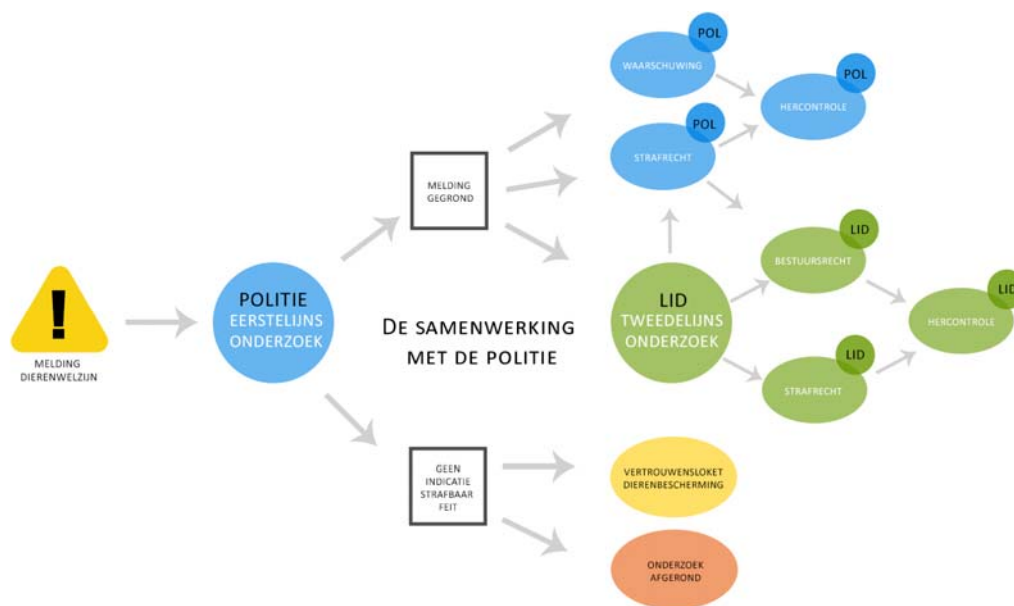 MELDING
DIERENWELZIJN
POLITIE
EERSTELIJNS
ONDERZOEK
MELDING
GEGROND
GEEN
INDICATIE
STRAFBAAR
FEIT
DE SAMENWERKING
MET DE POLITIE
POL
WAARSCHUWING
POL
HERCONTROLE
POL
STRAFRECHT
LID
TWEEDELIJNS
ONDERZOEK
LID
BESTUURSRECHT
LID
HERCONTROLE
LID
STRAFRECHT
VERTROUWENSLOKET
DIERENBESCHERMING
ONDERZOEK
AFGEROND